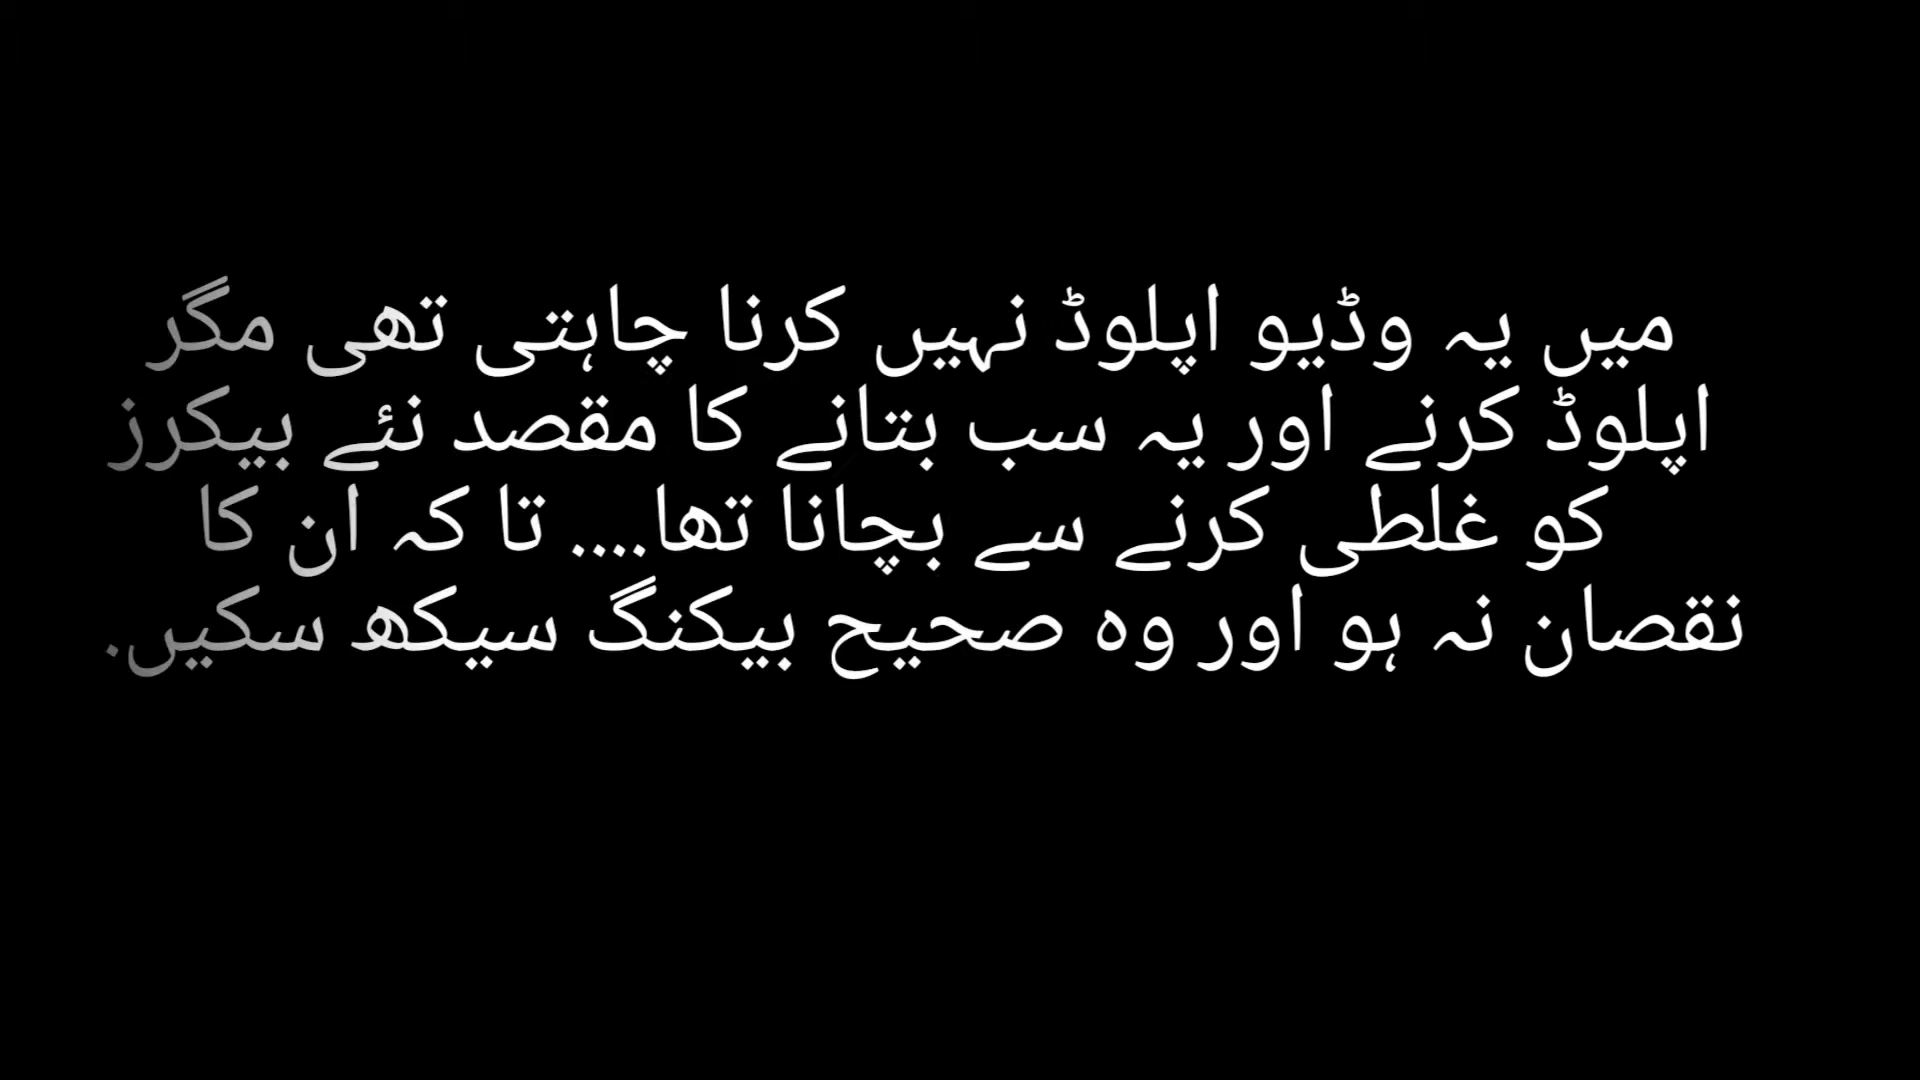 میں یہ وڈیو اپلوڈ نہیں کرنا چاہتی تھی مگر
اپلوڈ کرنے اور یہ سب بتانے کا مقصد نئے بیکرز
کو غلطی کرنے سے بچانا تھا.... تا کہ ان کا
نقصان نہ ہو اور وہ صحیح بیکنگ سیکھ سکیں.